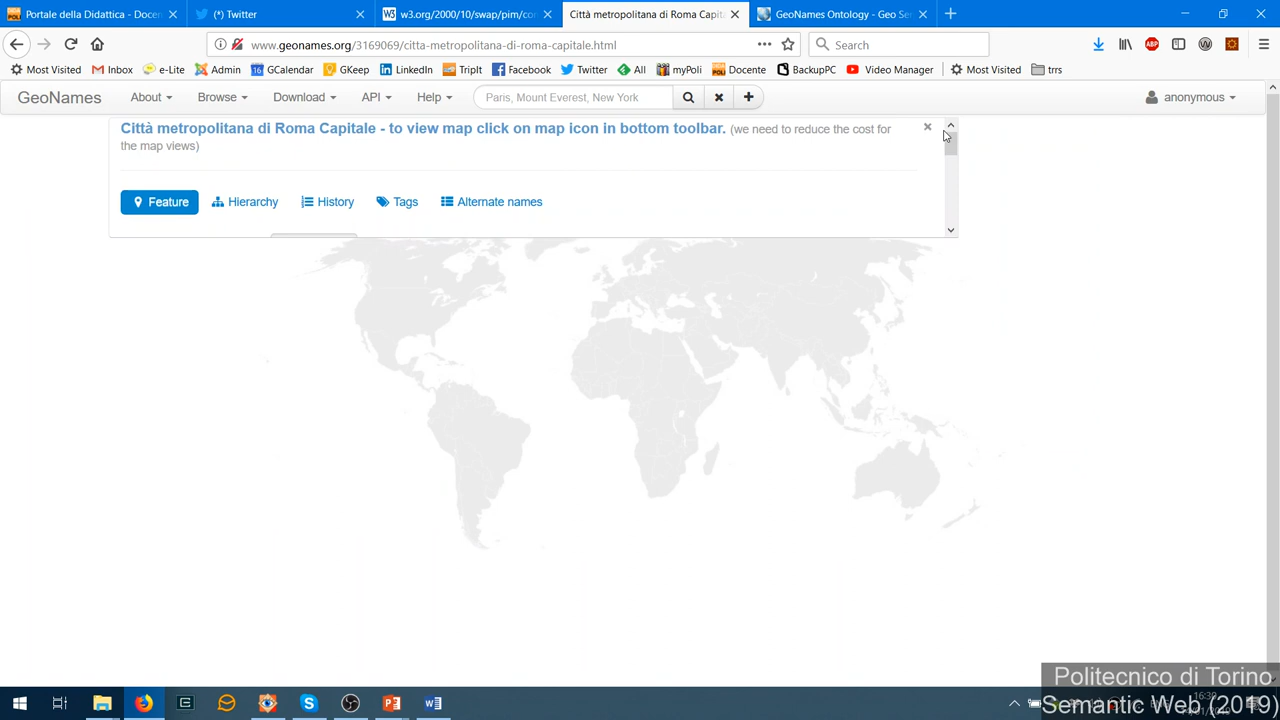 Portale della Didattica - Docen
(*) Twitter
w3.org/2000/10/swap/pim/con
Città metropolitana di Roma Capita
GeoNames Ontology - Geo Se
www.geonames.org/3169069/citta-metropolitana-di-roma-capitale.html
Search
Most Visited
Inbox
e-Lite
Admin
GCalendar
GKeep
LinkedIn
TripIt
Facebook
Twitter
All
myPoli
Docente
BackupPC
Video Manager
Most Visited
trrs
GeoNames
About
Browse
Download
API
Help
Paris, Mount Everest, New York
anonymous
Città metropolitana di Roma Capitale - to view map click on map icon in bottom toolbar. (we need to reduce the cost for
the map views)
Feature
Hierarchy
History
Tags
Alternate names
Politecnico di Torino
Semantic Web (2019)